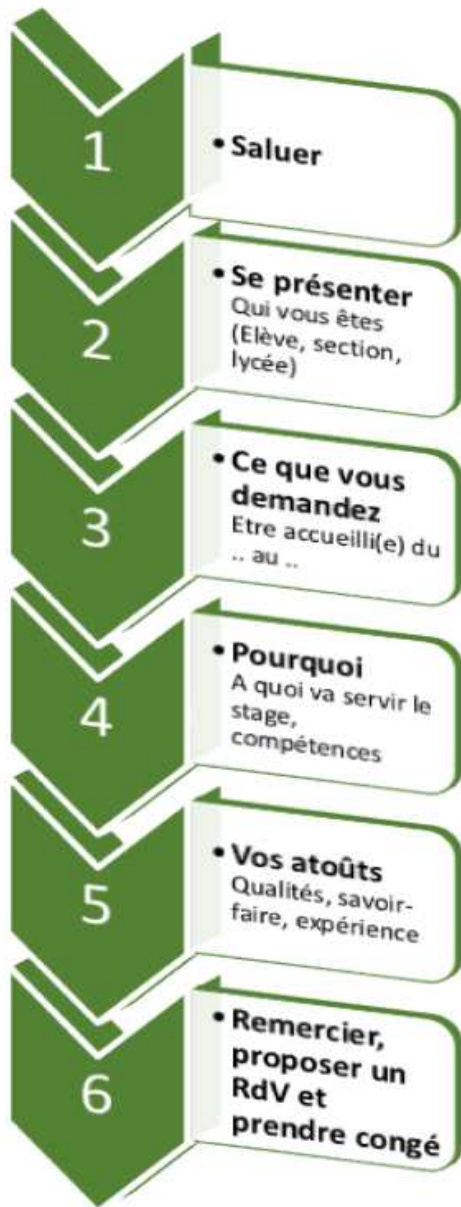 1
• Saluer
2
• Se présenter
Qui vous êtes
(Elève, section,
lycée)
3
• Ce que vous
demandez
Etre accueilli(e) du
.. au ..
4
• Pourquoi
A quoi va servir le
stage,
compétences
5
• Vos atoûts
Qualités, savoir-
faire, expérience
6
• Remercier,
proposer un
RdV et
prendre congé